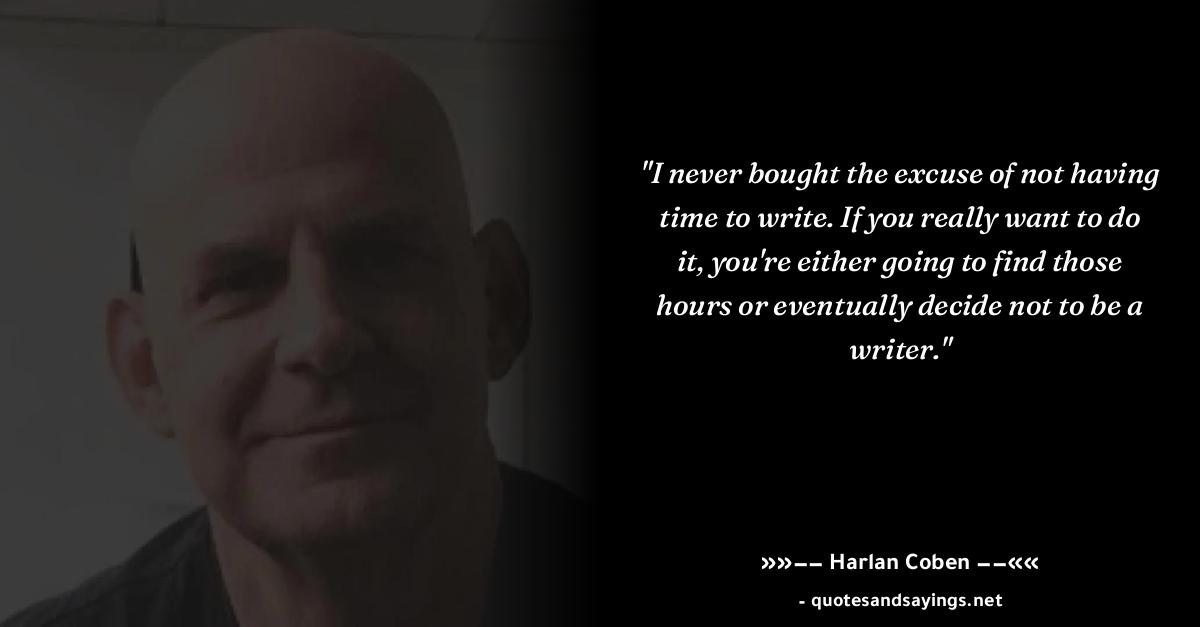 "I never bought the excuse of not having
time to write. If you really want to do
it, you're either going to find those
hours or eventually decide not to be a
writer."
»»–– Harlan Coben ––««
- quotesandsayings.net